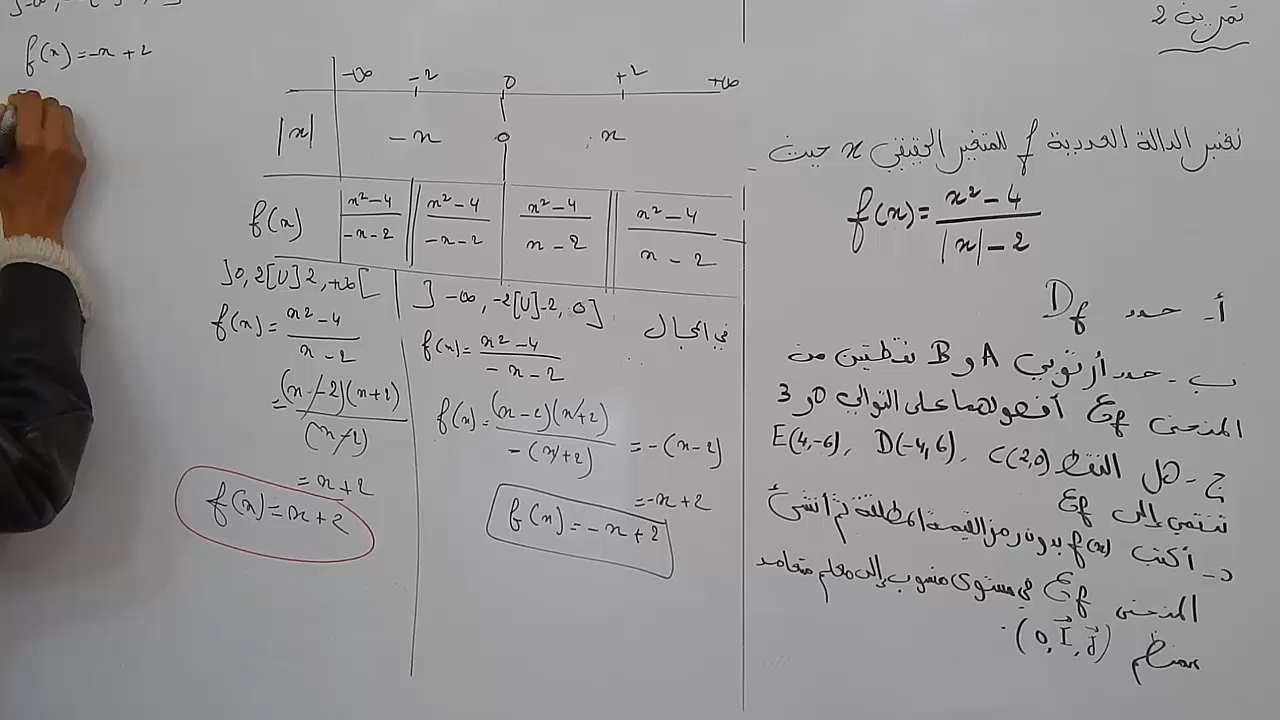 تمرين 2
نعتبر الدالة العددية f للمتغير الحقيقي x حيث
f(x) = (x² - 4)/(|x| - 2)
أ - حدد Df
ب - حدد أرتوبي A و B نقطتين من
المنحنى ℰf أفصولهما على التوالي 0 و 3
ج - هل النقط C(2,0) , D(-4,6) , E(4,-6)
تنتمي إلى ℰf
د - أكتب f(x) بدون رمز القيمة المطلقة ثم أنشئ
المنحنى ℰf في مستوى منسوب إلى معلم متعامد
ممنظم (O, I⃗, J⃗).
-∞ -2 0 +2 +∞
|x| -x 0 x
f(x) (x² - 4)/(-x - 2) || (x² - 4)/(-x - 2) | (x² - 4)/(x - 2) || (x² - 4)/(x - 2)
في المجال ]-∞, -2[U]-2, 0]
f(x) = (x² - 4)/(-x - 2)
f(x) = (x - 2)(x + 2)/(-(x + 2)) = -(x - 2)
= -x + 2
f(x) = -x + 2
]0, 2[U]2, +∞[
f(x) = (x² - 4)/(x - 2)
= (x - 2)(x + 2)/(x - 2)
= x + 2
f(x) = x + 2
f(x) = -x + 2